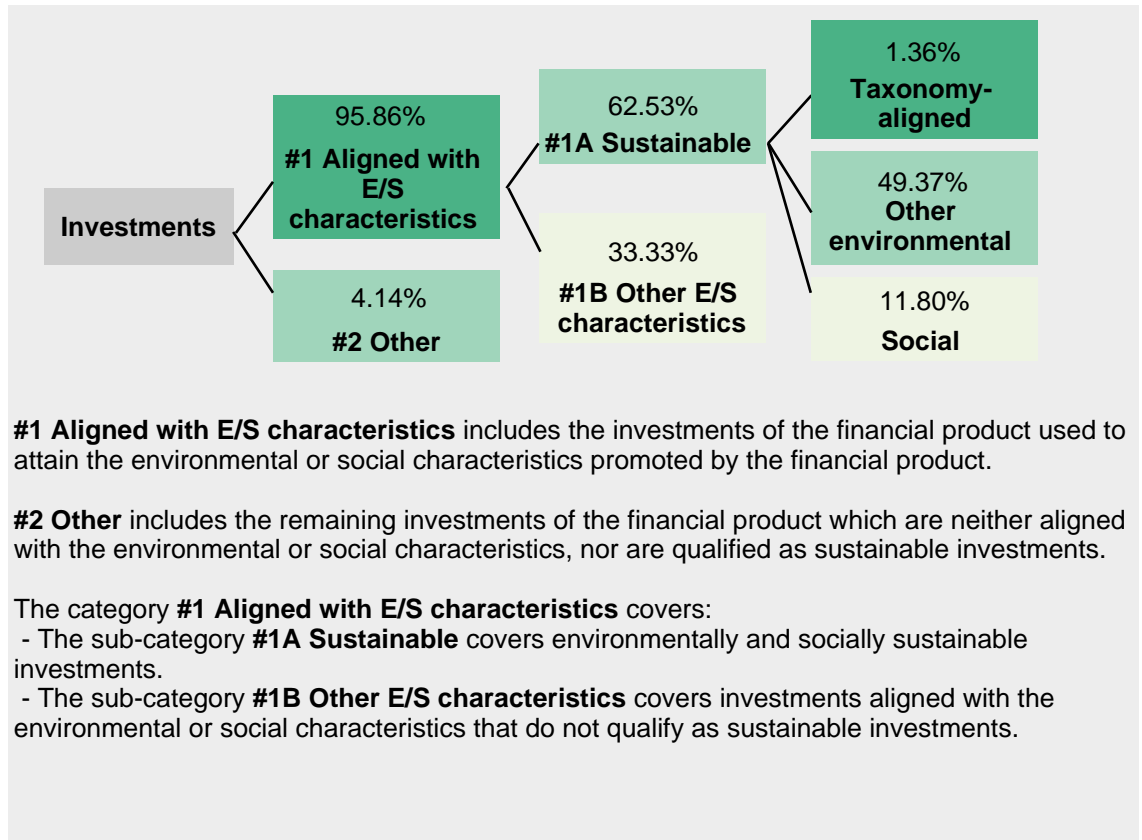 Investments
95.86%
#1 Aligned with
E/S
characteristics
4.14%
#2 Other
62.53%
#1A Sustainable
33.33%
#1B Other E/S
characteristics
1.36%
Taxonomy-
aligned
49.37%
Other
environmental
11.80%
Social
#1 Aligned with E/S characteristics includes the investments of the financial product used to
attain the environmental or social characteristics promoted by the financial product.
#2 Other includes the remaining investments of the financial product which are neither aligned
with the environmental or social characteristics, nor are qualified as sustainable investments.
The category #1 Aligned with E/S characteristics covers:
- The sub-category #1A Sustainable covers environmentally and socially sustainable
investments.
- The sub-category #1B Other E/S characteristics covers investments aligned with the
environmental or social characteristics that do not qualify as sustainable investments.